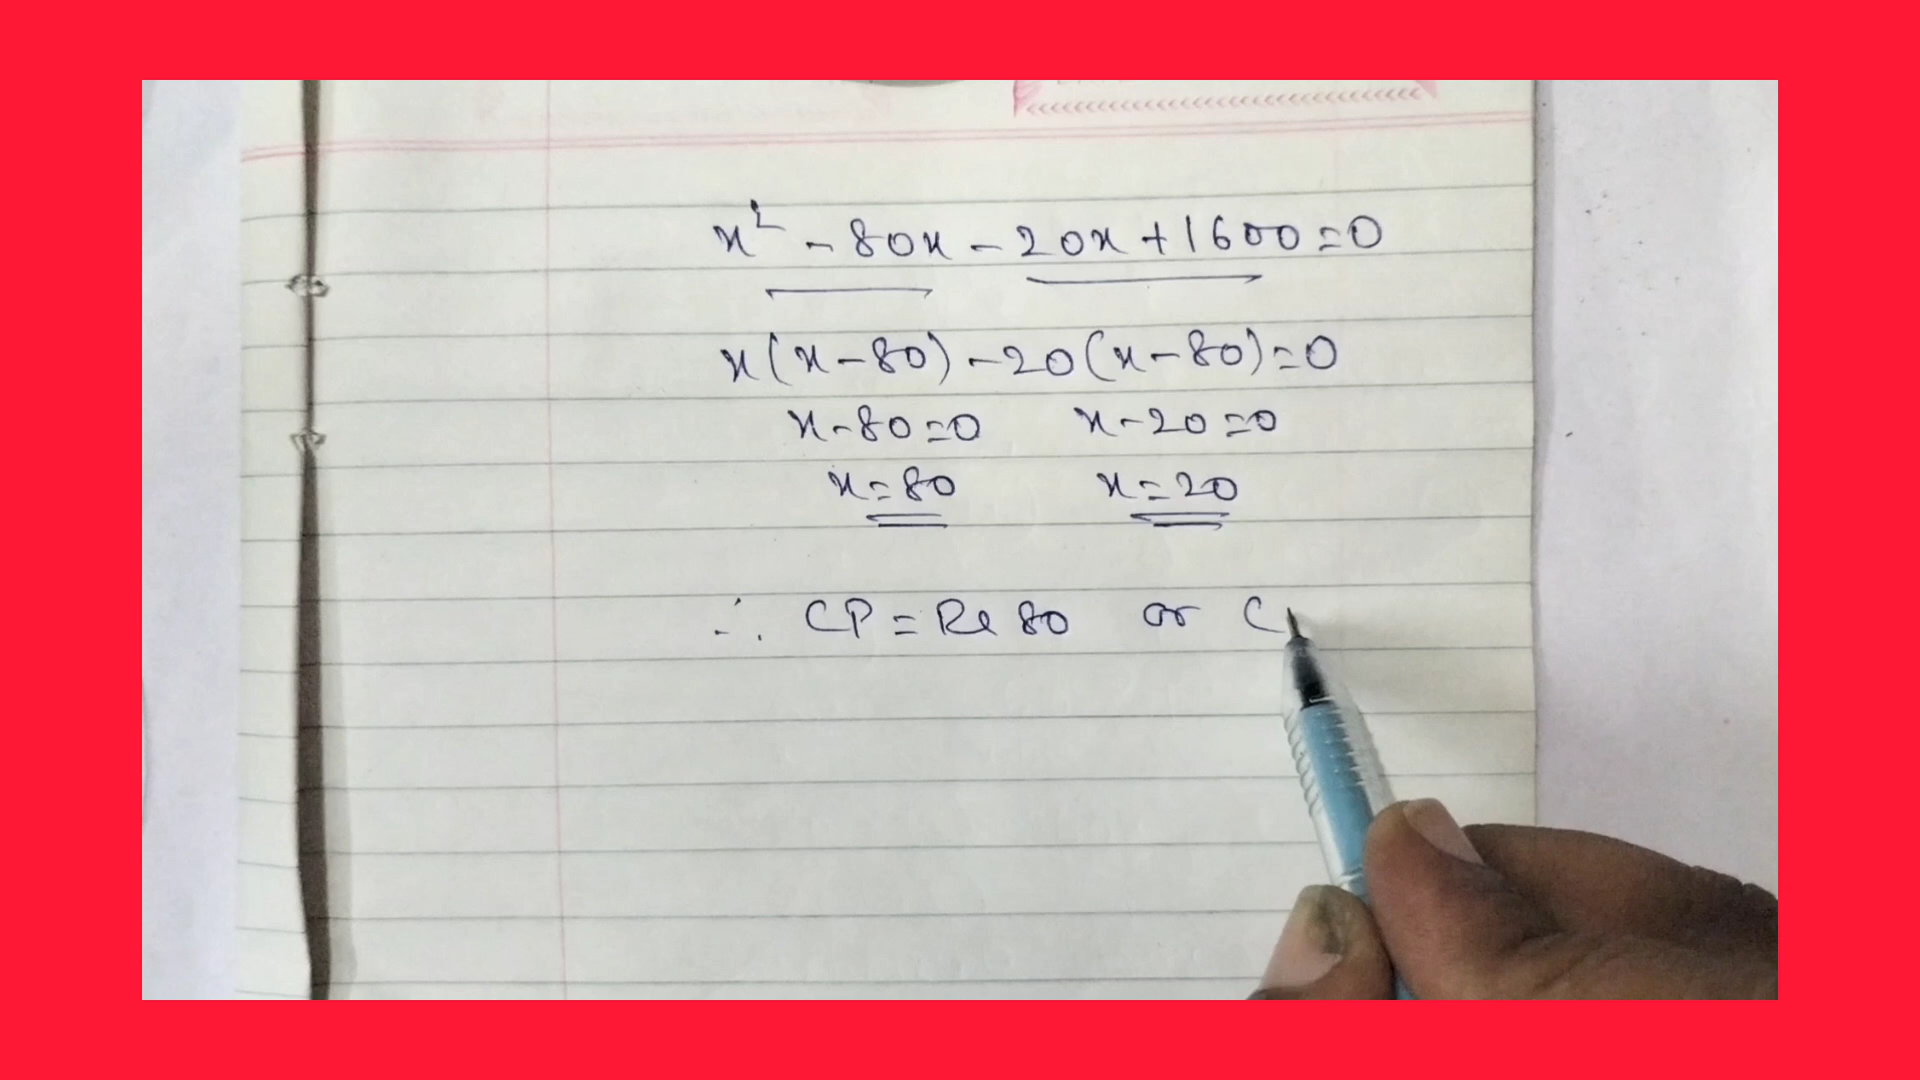 x² - 80x - 20x + 1600 = 0
x(x - 80) - 20(x - 80) = 0
x - 80 = 0 x - 20 = 0
x = 80 x = 20
∴ CP = Rs 80 or C